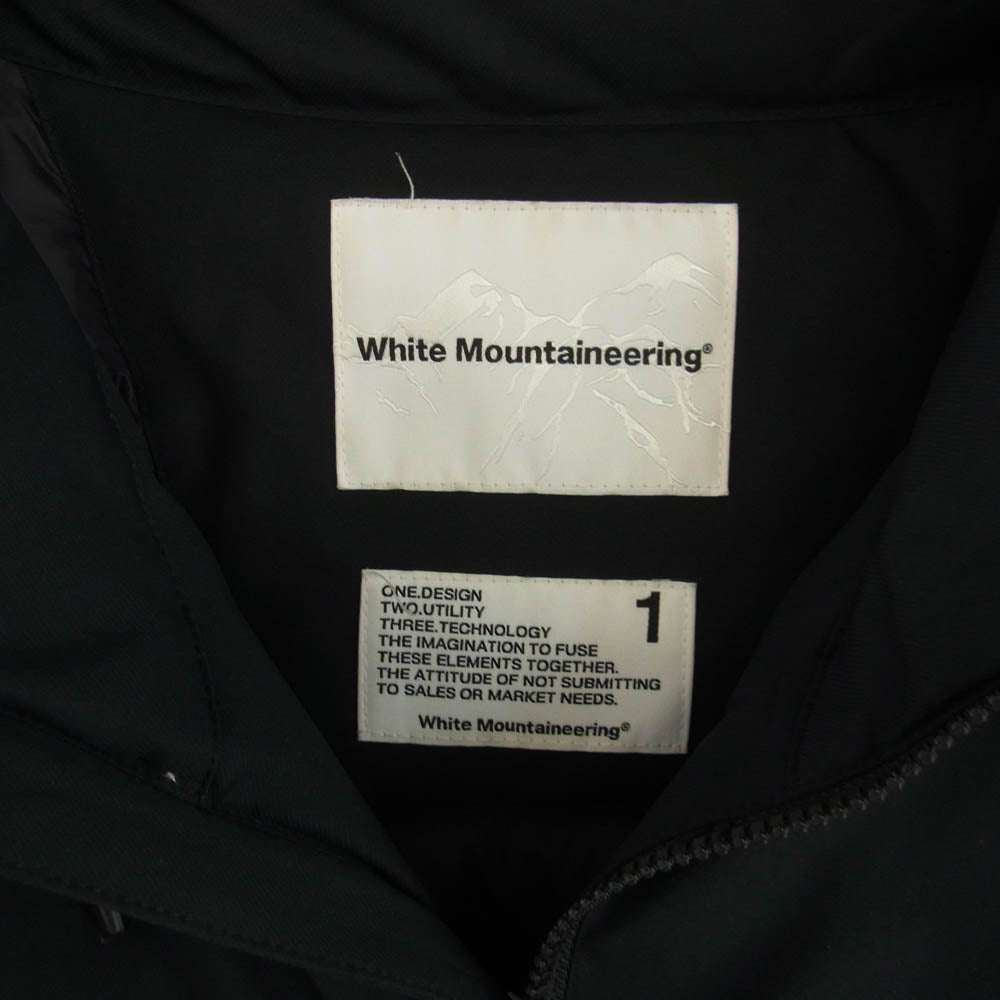 White Mountaineering®
ONE.DESIGN
TWO.UTILITY
THREE.TECHNOLOGY
THE IMAGINATION TO FUSE
THESE ELEMENTS TOGETHER.
THE ATTITUDE OF NOT SUBMITTING
TO SALES OR MARKET NEEDS.
1
White Mountaineering®